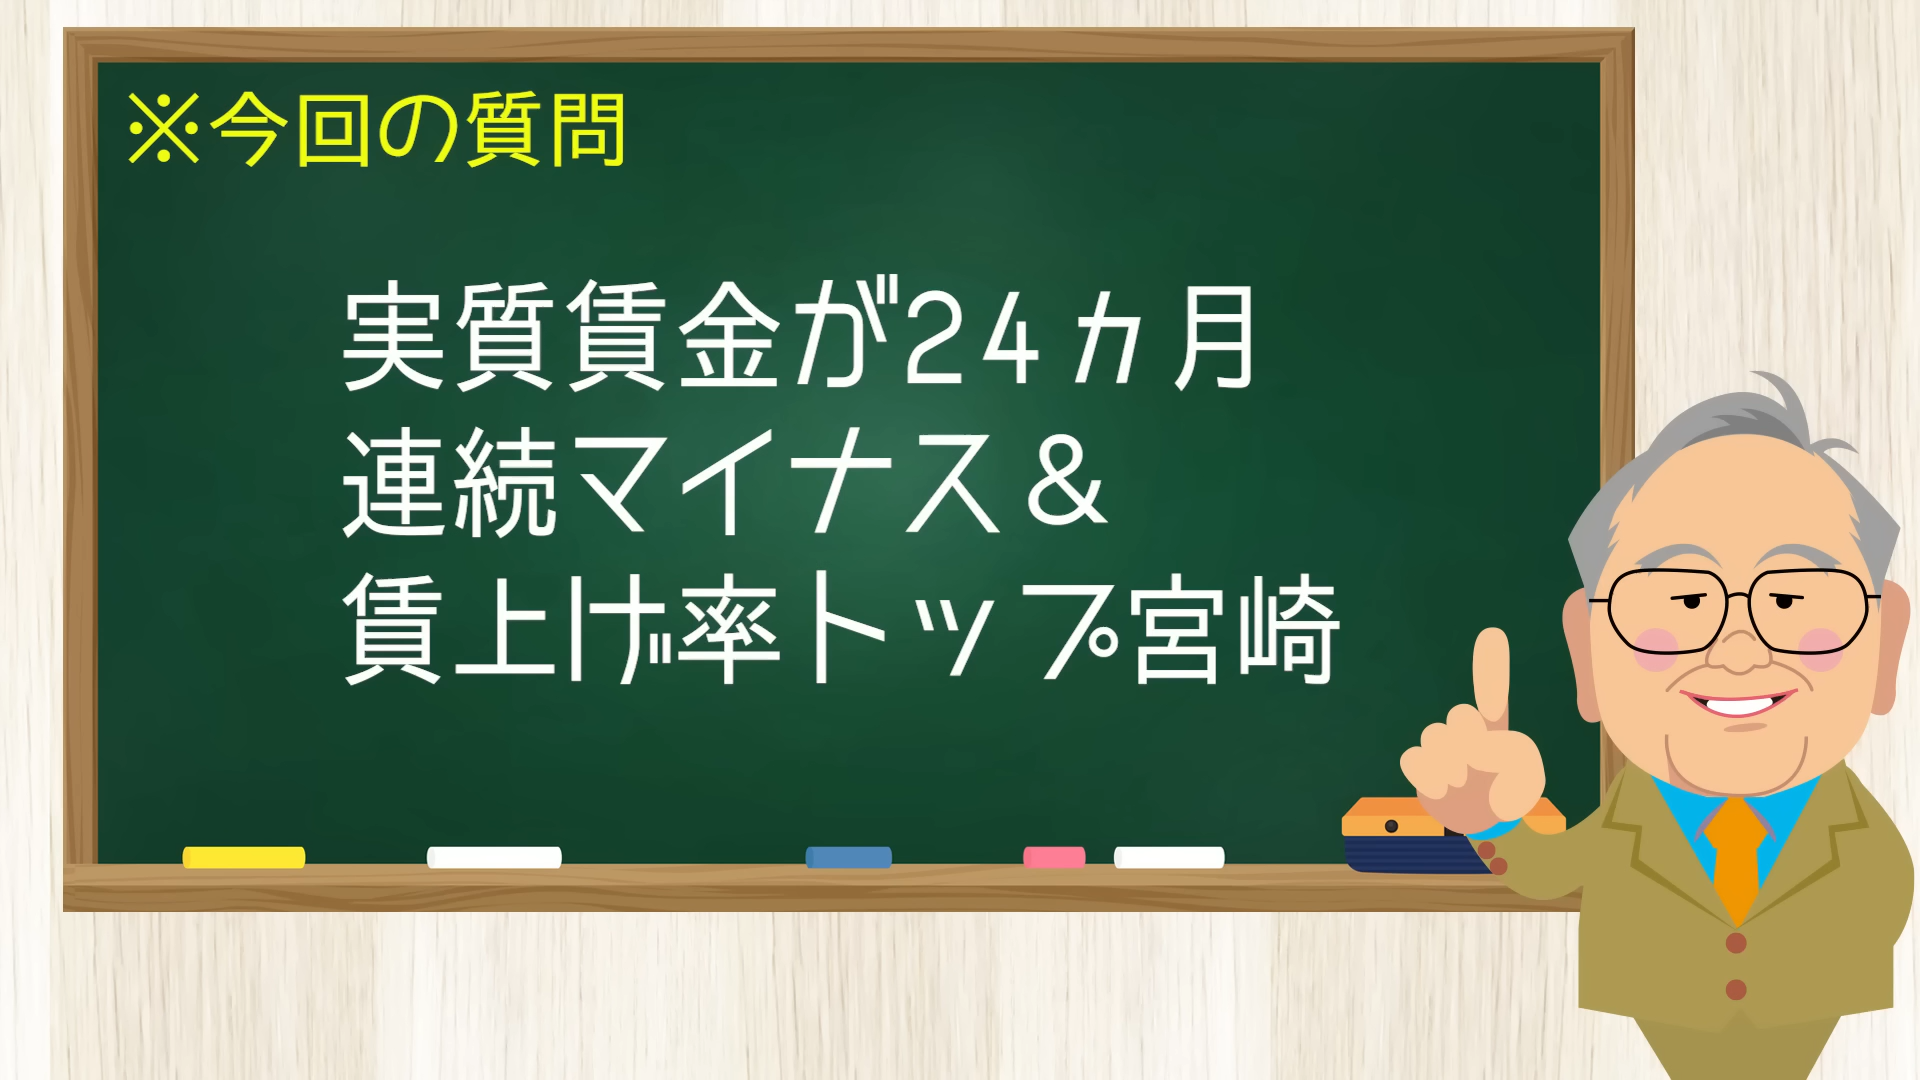 ※今回の質問
実質賃金が24ヵ月
連続マイナス＆
賃上げ率トップ宮崎